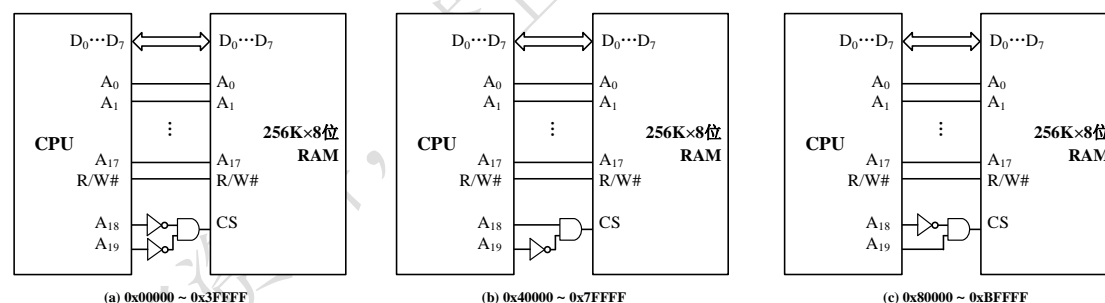 D0···D7 D0···D7
A0 A0
A1 A1
⋮
CPU
256K×8位
RAM
A17 A17
R/W# R/W#
A18 CS
A19
(a) 0x00000 ~ 0x3FFFF
D0···D7 D0···D7
A0 A0
A1 A1
⋮
CPU
256K×8位
RAM
A17 A17
R/W# R/W#
A18 CS
A19
(b) 0x40000 ~ 0x7FFFF
D0···D7 D0···D7
A0 A0
A1 A1
⋮
CPU
256K×8位
RAM
A17 A17
R/W# R/W#
A18 CS
A19
(c) 0x80000 ~ 0xBFFFF